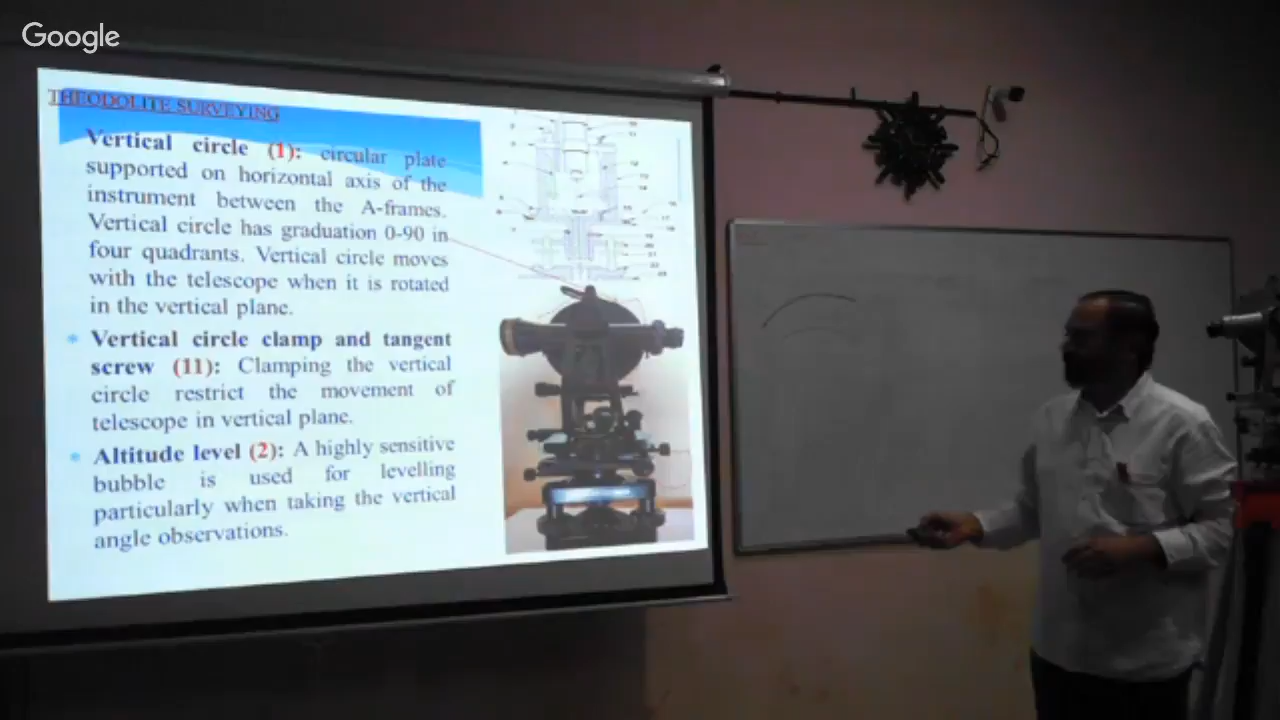 Google
THEODOLITE SURVEYING
Vertical circle (1): circular plate
supported on horizontal axis of the
instrument between the A-frames.
Vertical circle has graduation 0-90 in
four quadrants. Vertical circle moves
with the telescope when it is rotated
in the vertical plane.
* Vertical circle clamp and tangent
screw (11): Clamping the vertical
circle restrict the movement of
telescope in vertical plane.
* Altitude level (2): A highly sensitive
bubble is used for levelling
particularly when taking the vertical
angle observations.